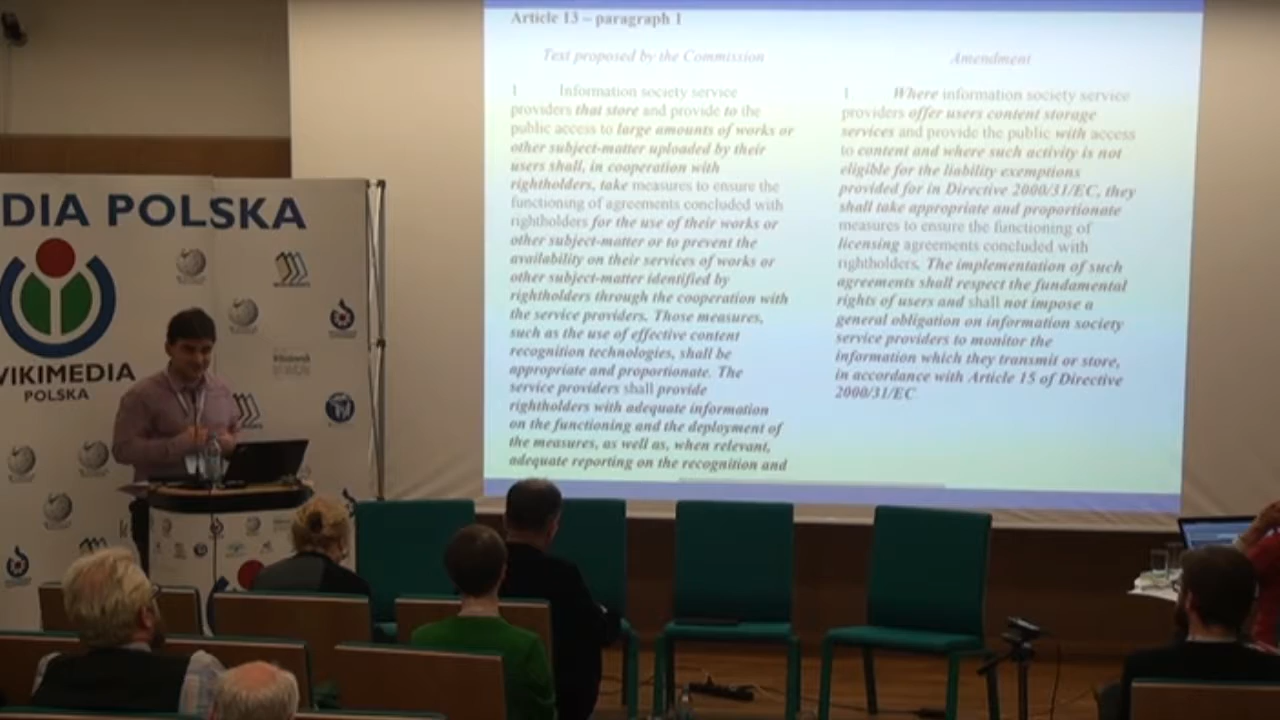 Article 13 – paragraph 1
Text proposed by the Commission
1 Information society service
providers that store and provide to the
public access to large amounts of works or
other subject-matter uploaded by their
users shall, in cooperation with
rightholders, take measures to ensure the
functioning of agreements concluded with
rightholders for the use of their works or
other subject-matter or to prevent the
availability on their services of works or
other subject-matter identified by
rightholders through the cooperation with
the service providers. Those measures,
such as the use of effective content
recognition technologies, shall be
appropriate and proportionate. The
service providers shall provide
rightholders with adequate information
on the functioning and the deployment of
the measures, as well as, when relevant,
adequate reporting on the recognition and
Amendment
1 Where information society service
providers offer users content storage
services and provide the public with access
to content and where such activity is not
eligible for the liability exemptions
provided for in Directive 2000/31/EC, they
shall take appropriate and proportionate
measures to ensure the functioning of
licensing agreements concluded with
rightholders. The implementation of such
agreements shall respect the fundamental
rights of users and shall not impose a
general obligation on information society
service providers to monitor the
information which they transmit or store,
in accordance with Article 15 of Directive
2000/31/EC
DIA POLSKA
WIKIMEDIA
POLSKA